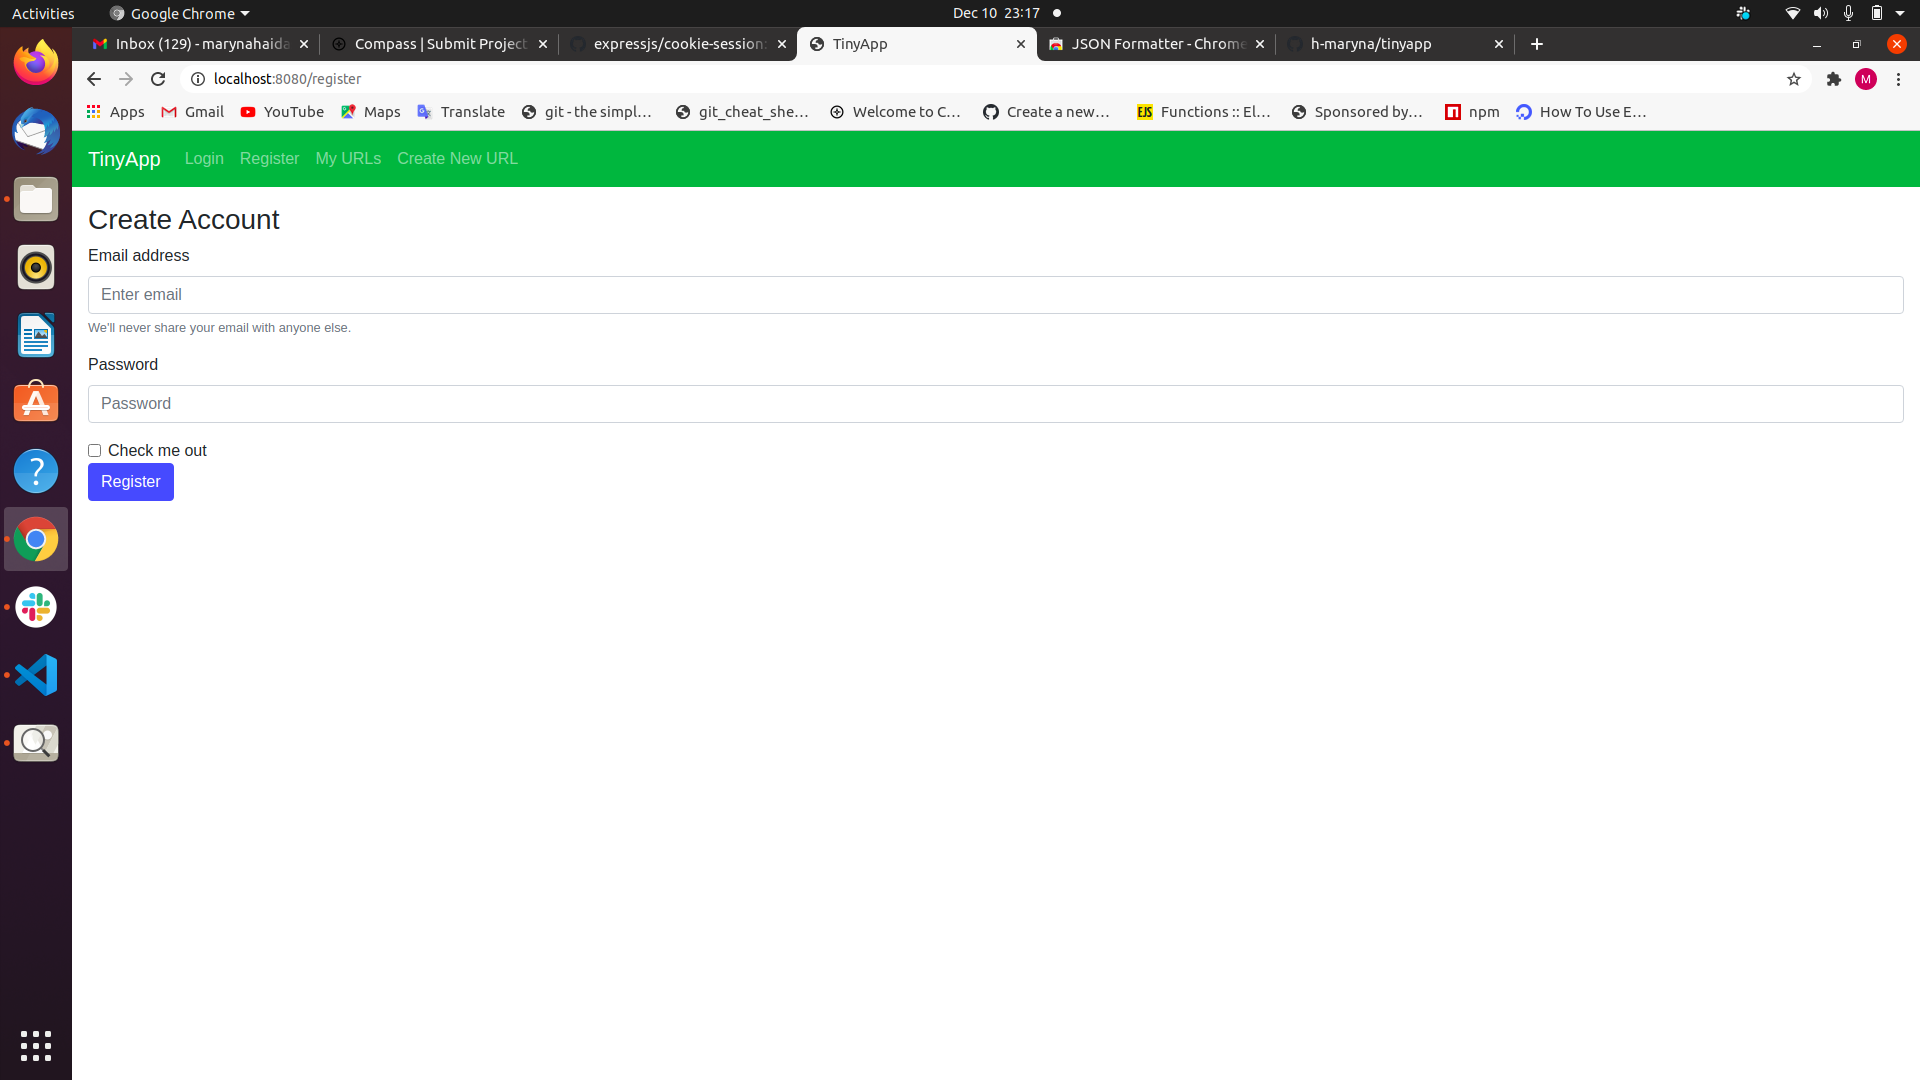 Activities Google Chrome Dec 10 23:17
Inbox (129) - marynahaida Compass | Submit Project expressjs/cookie-session: TinyApp JSON Formatter - Chrome h-maryna/tinyapp
localhost:8080/register M
Apps Gmail YouTube Maps Translate git - the simpl… git_cheat_she… Welcome to C… Create a new… EJS Functions :: El… Sponsored by… npm How To Use E…
TinyApp Login Register My URLs Create New URL
Create Account
Email address
Enter email
We'll never share your email with anyone else.
Password
Password
Check me out
Register